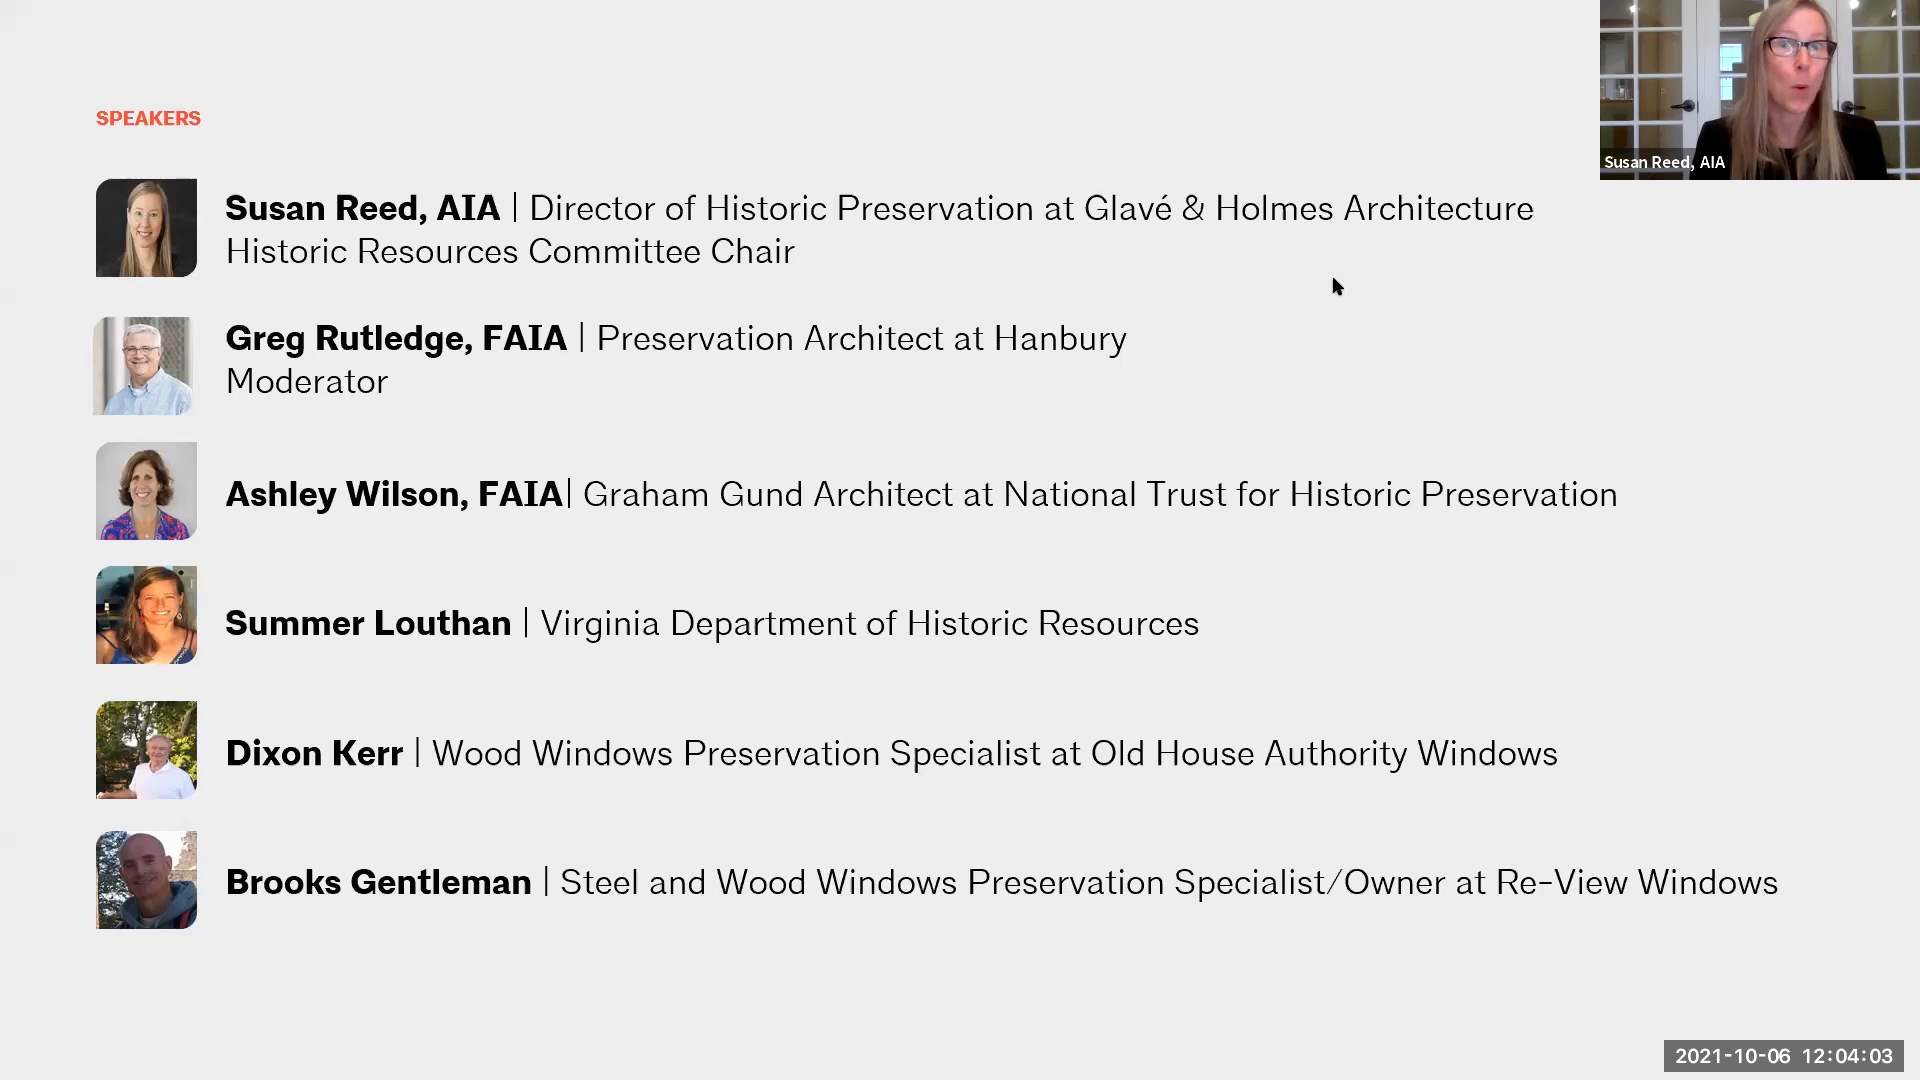 SPEAKERS
Susan Reed, AIA
Susan Reed, AIA | Director of Historic Preservation at Glavé & Holmes Architecture
Historic Resources Committee Chair
Greg Rutledge, FAIA | Preservation Architect at Hanbury
Moderator
Ashley Wilson, FAIA| Graham Gund Architect at National Trust for Historic Preservation
Summer Louthan | Virginia Department of Historic Resources
Dixon Kerr | Wood Windows Preservation Specialist at Old House Authority Windows
Brooks Gentleman | Steel and Wood Windows Preservation Specialist/Owner at Re-View Windows
2021-10-06 12:04:03